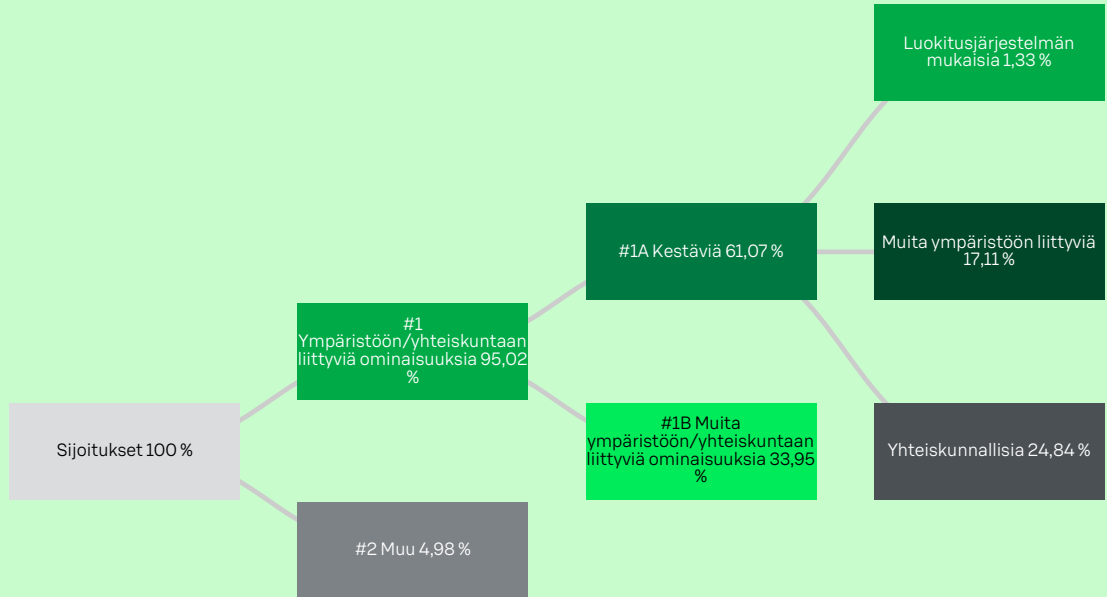 Luokitusjärjestelmän
mukaisia 1,33 %
#1A Kestäviä 61,07 %
Muita ympäristöön liittyviä
17,11 %
#1
Ympäristöön/yhteiskuntaan
liittyviä ominaisuuksia 95,02
%
Sijoitukset 100 %
#1B Muita
ympäristöön/yhteiskuntaan
liittyviä ominaisuuksia 33,95
%
Yhteiskunnallisia 24,84 %
#2 Muu 4,98 %